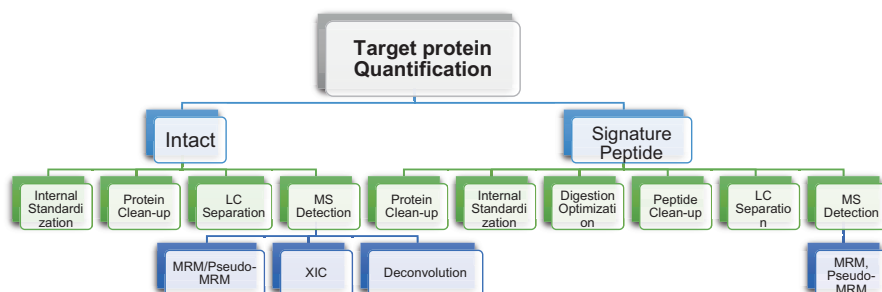 Target protein
Quantification
Intact
Signature
Peptide
Internal
Standardi
zation
Protein
Clean-up
LC
Separation
MS
Detection
Protein
Clean-up
Internal
Standardi
zation
Digestion
Optimizati
on
Peptide
Clean-up
LC
Separatio
n
MS
Detection
MRM/Pseudo-
MRM
XIC
Deconvolution
MRM,
Pseudo-
MRM